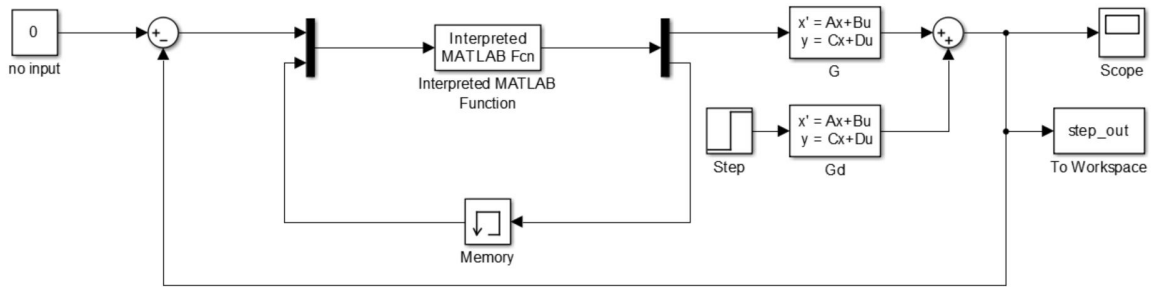 0
no input
Interpreted
MATLAB Fcn
Interpreted MATLAB
Function
x' = Ax+Bu
y = Cx+Du
G
Scope
Step
x' = Ax+Bu
y = Cx+Du
Gd
step_out
To Workspace
Memory